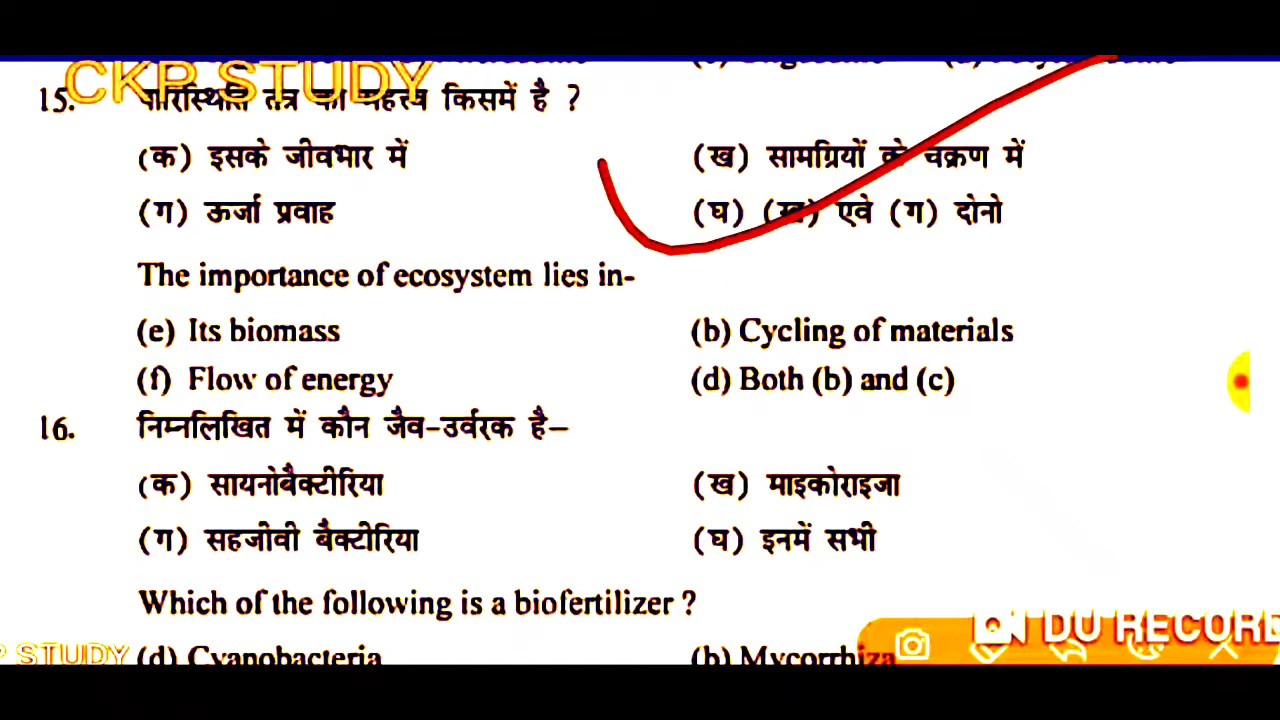 CKP STUDY
15. पारिस्थिति तंत्र का महत्त्व किसमें है ?
(क) इसके जीवभार में (ख) सामग्रियों के चक्रण में
(ग) ऊर्जा प्रवाह (घ) (ख) एवे (ग) दोनो
The importance of ecosystem lies in-
(e) Its biomass (b) Cycling of materials
(f) Flow of energy (d) Both (b) and (c)
16. निम्नलिखित में कौन जैव-उर्वरक है–
(क) सायनोबैक्टीरिया (ख) माइकोराइजा
(ग) सहजीवी बैक्टीरिया (घ) इनमें सभी
Which of the following is a biofertilizer ?
DU RECORD
P STUDY (d) Cyanobacteria (b) Mycorrhiza